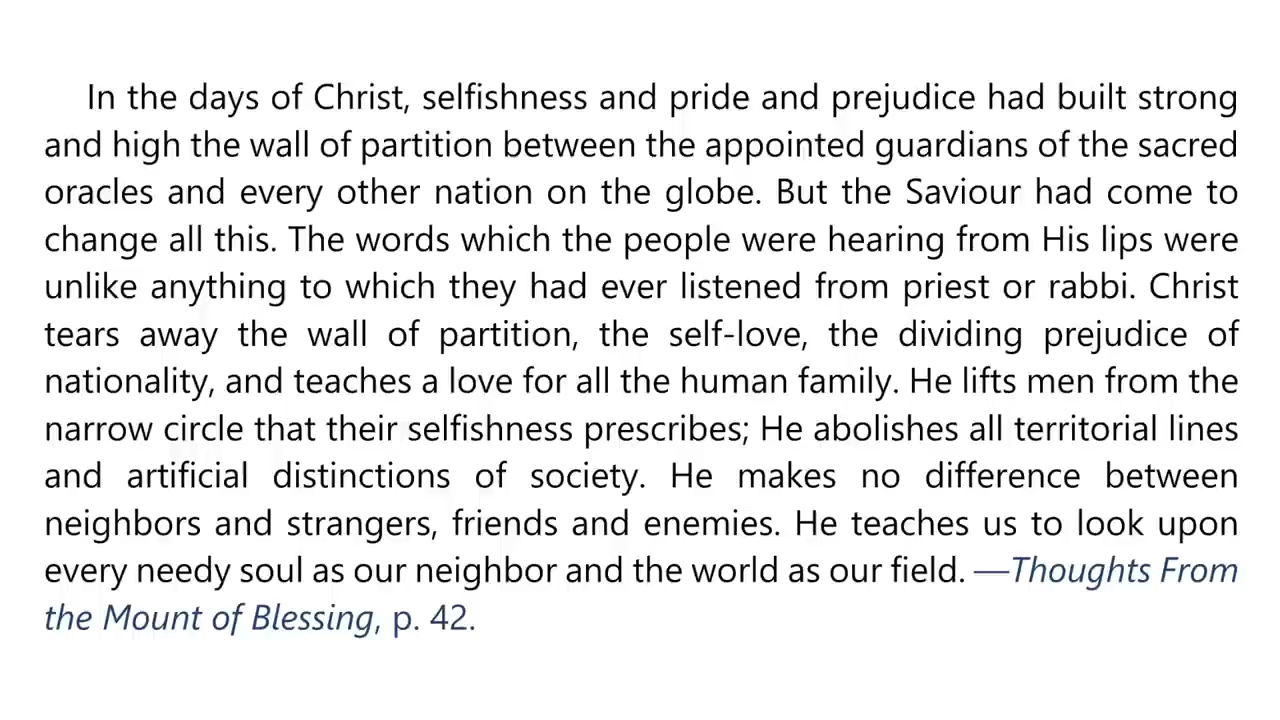 In the days of Christ, selfishness and pride and prejudice had built strong
and high the wall of partition between the appointed guardians of the sacred
oracles and every other nation on the globe. But the Saviour had come to
change all this. The words which the people were hearing from His lips were
unlike anything to which they had ever listened from priest or rabbi. Christ
tears away the wall of partition, the self-love, the dividing prejudice of
nationality, and teaches a love for all the human family. He lifts men from the
narrow circle that their selfishness prescribes; He abolishes all territorial lines
and artificial distinctions of society. He makes no difference between
neighbors and strangers, friends and enemies. He teaches us to look upon
every needy soul as our neighbor and the world as our field. —Thoughts From
the Mount of Blessing, p. 42.